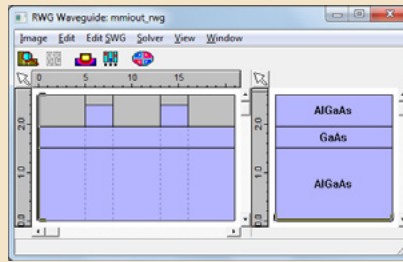 RWG Waveguide: mmiout_rwg
Image Edit Edit SWG Solver View Window
0 5 10 15
2.0
1.0
0.0
2.0
1.0
0.0
AlGaAs
GaAs
AlGaAs